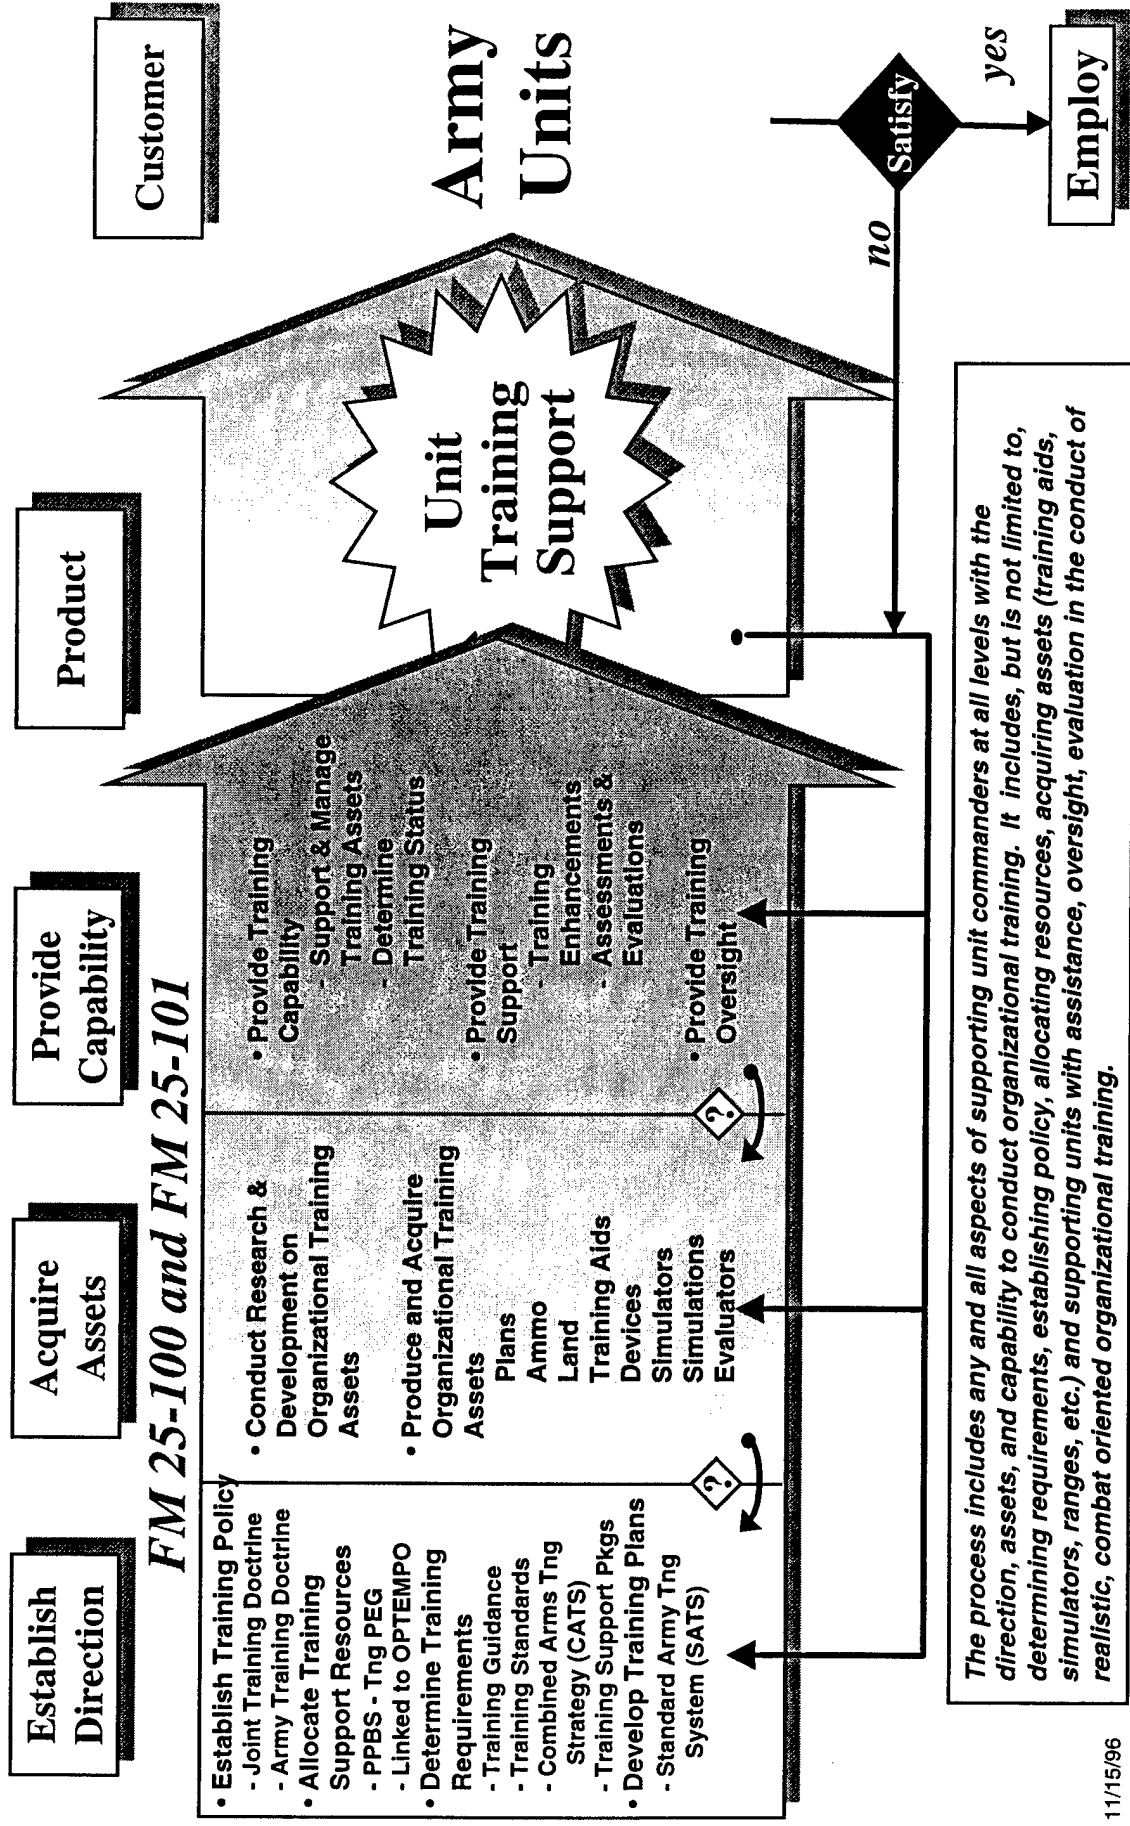 Establish
Direction
Acquire
Assets
Provide
Capability
Product
Customer
FM 25-100 and FM 25-101
• Establish Training Policy
- Joint Training Doctrine
- Army Training Doctrine
• Allocate Training
Support Resources
- PPBS - Tng PEG
- Linked to OPTEMPO
• Determine Training
Requirements
- Training Guidance
- Training Standards
- Combined Arms Tng
Strategy (CATS)
- Training Support Pkgs
• Develop Training Plans
- Standard Army Tng
System (SATS)
?
• Conduct Research &
Development on
Organizational Training
Assets
• Produce and Acquire
Organizational Training
Assets
Plans
Ammo
Land
Training Aids
Devices
Simulators
Simulations
Evaluators
?
• Provide Training
Capability
- Support & Manage
Training Assets
- Determine
Training Status
• Provide Training
Support
- Training
Enhancements
- Assessments &
Evaluations
• Provide Training
Oversight
Unit
Training
Support
Army
Units
Satisfy
no
yes
Employ
The process includes any and all aspects of supporting unit commanders at all levels with the
direction, assets, and capability to conduct organizational training. It includes, but is not limited to,
determining requirements, establishing policy, allocating resources, acquiring assets (training aids,
simulators, ranges, etc.) and supporting units with assistance, oversight, evaluation in the conduct of
realistic, combat oriented organizational training.
11/15/96